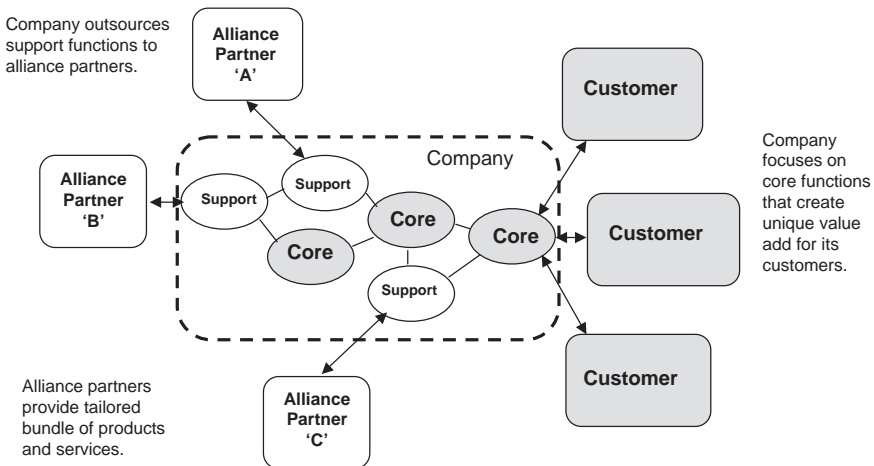 Company outsources
support functions to
alliance partners.
Alliance
Partner
‘A’
Customer
Company
Alliance
Partner
‘B’
Support
Support
Core
Core
Core
Support
Customer
Company
focuses on
core functions
that create
unique value
add for its
customers.
Customer
Alliance partners
provide tailored
bundle of products
and services.
Alliance
Partner
‘C’